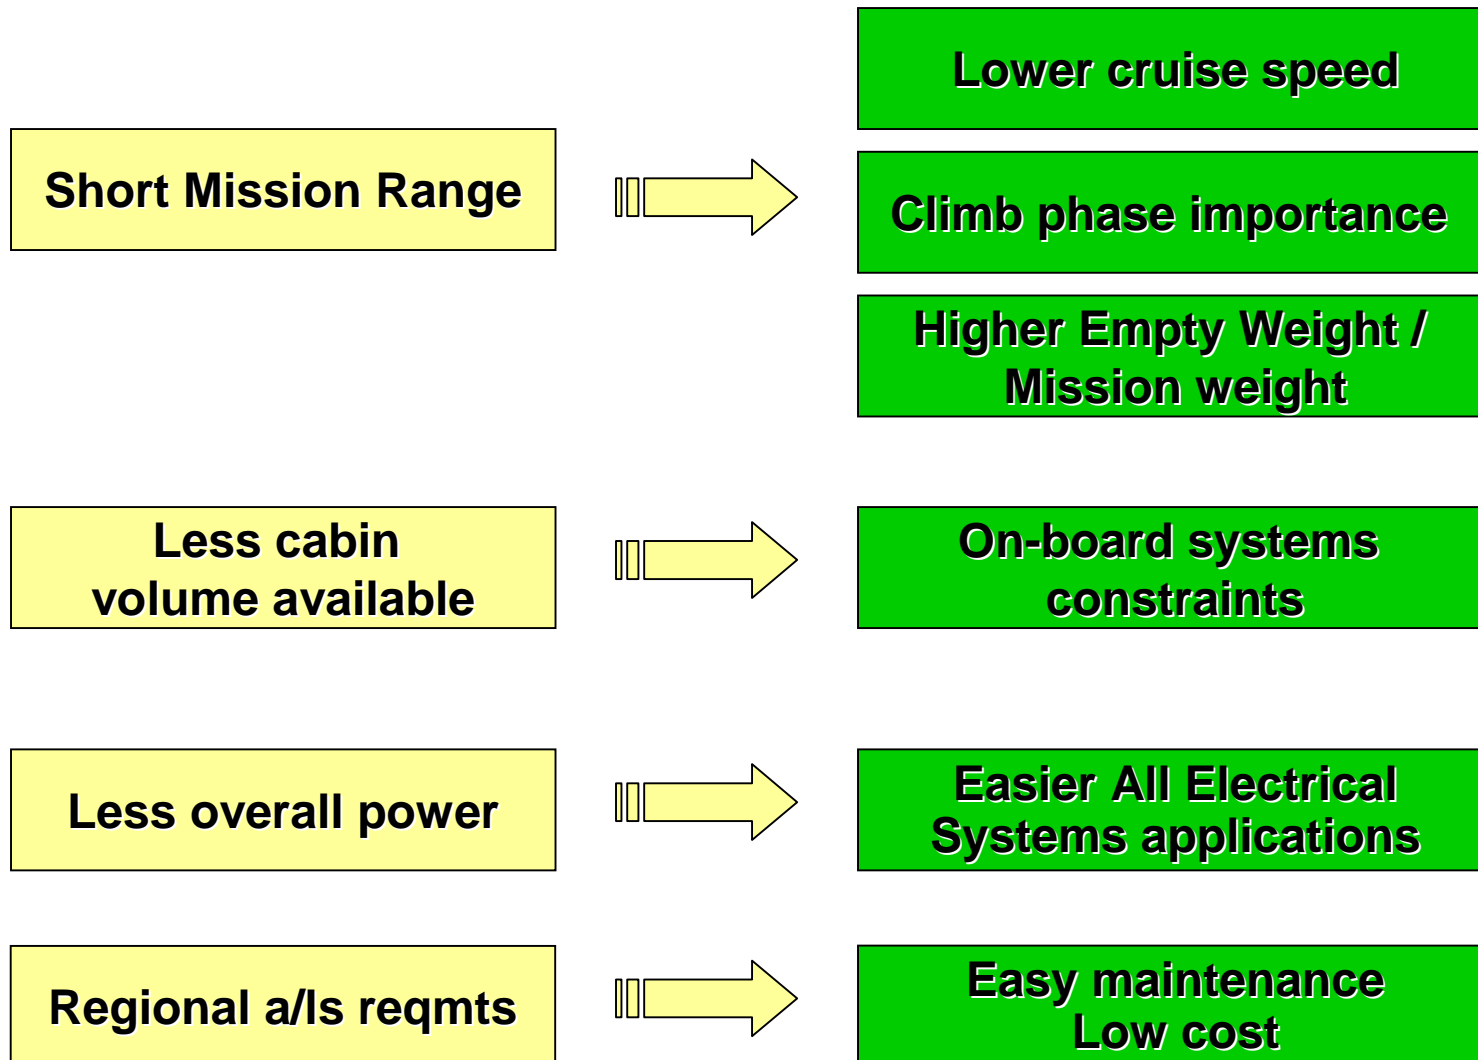 Lower cruise speed
Short Mission Range
Climb phase importance
Higher Empty Weight /
Mission weight
Less cabin
volume available
On-board systems
constraints
Less overall power
Easier All Electrical
Systems applications
Regional a/ls reqmts
Easy maintenance
Low cost